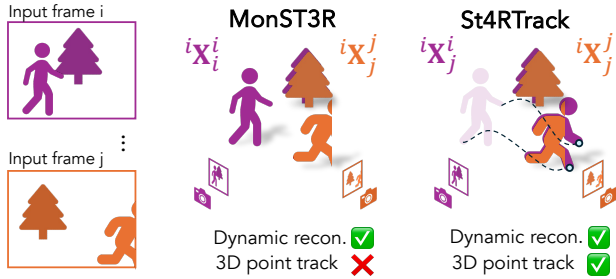 Input frame i
MonST3R
St4RTrack
ⁱXᵢⁱ
ⁱXⱼʲ
ⁱXⱼⁱ
ⁱXⱼʲ
⋮
Input frame j
Dynamic recon. ✅
3D point track ❌
Dynamic recon. ✅
3D point track ✅